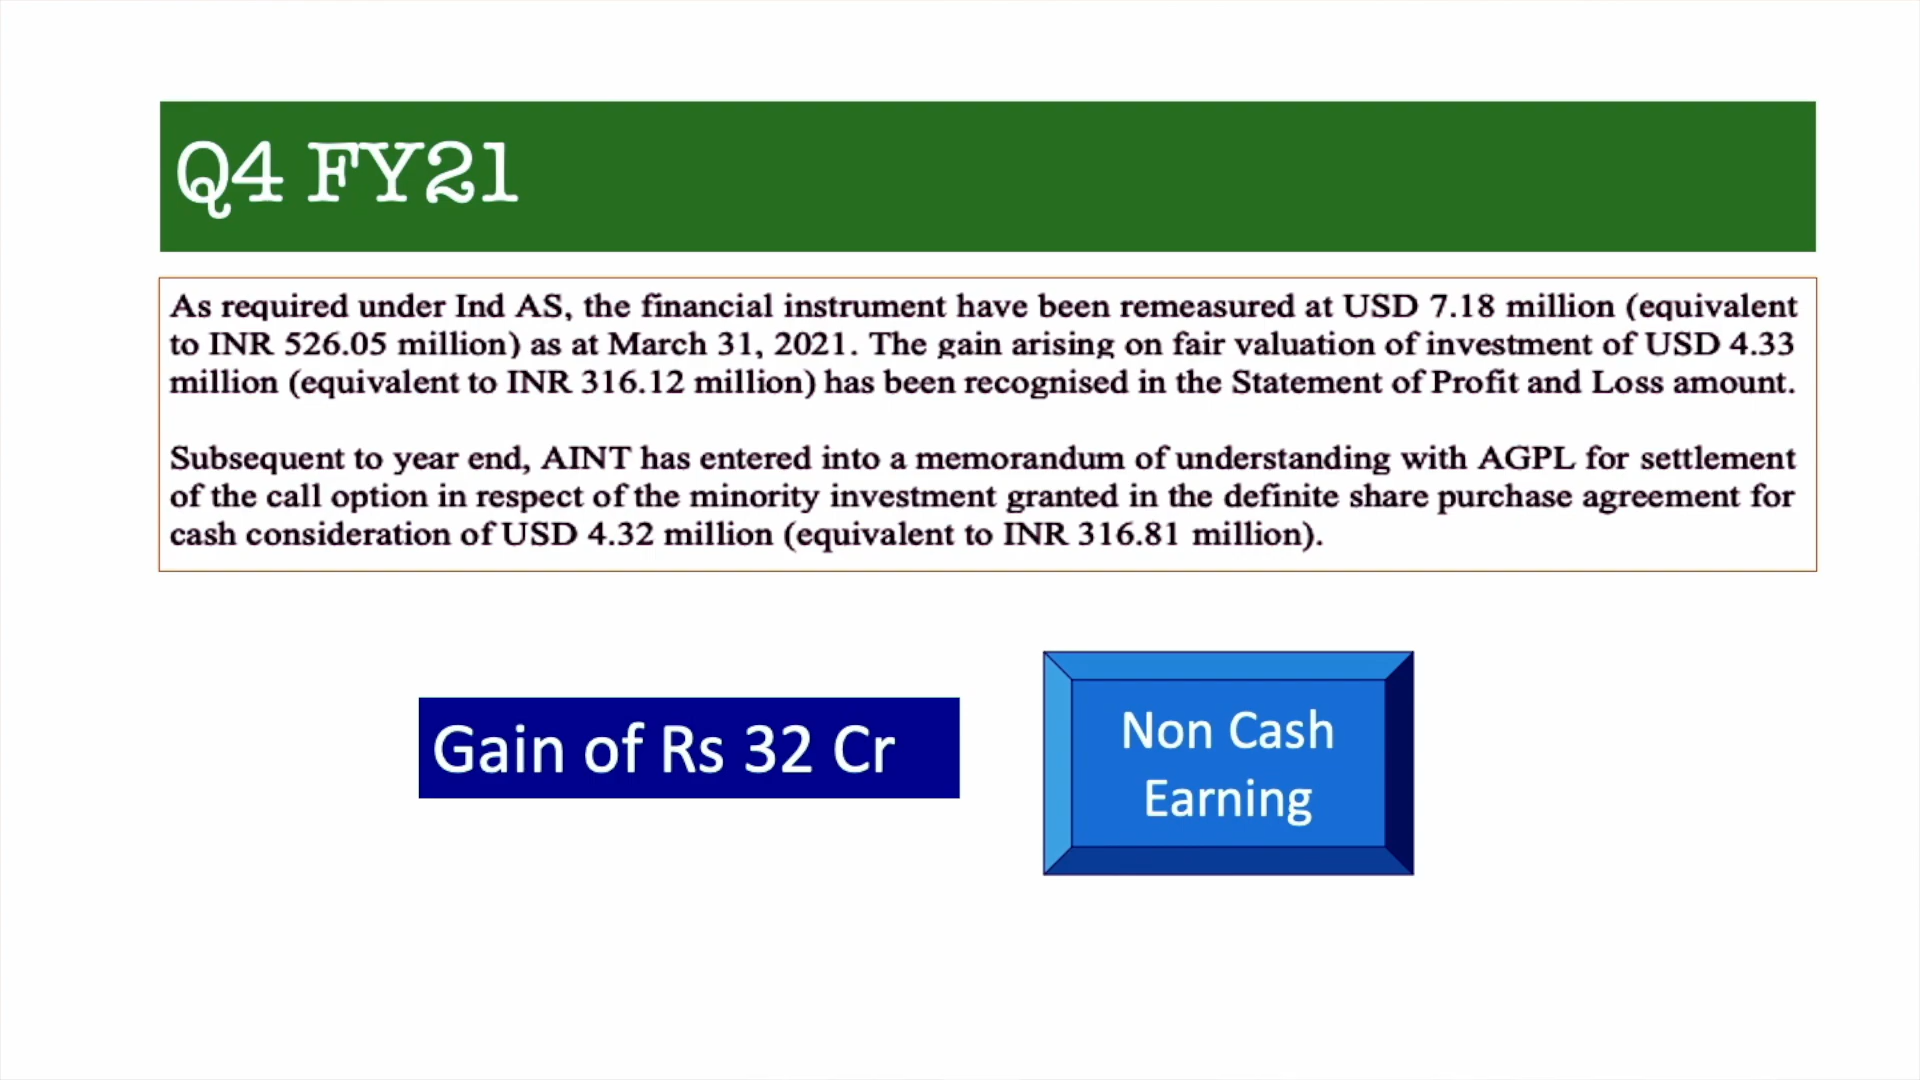 Q4 FY21
As required under Ind AS, the financial instrument have been remeasured at USD 7.18 million (equivalent
to INR 526.05 million) as at March 31, 2021. The gain arising on fair valuation of investment of USD 4.33
million (equivalent to INR 316.12 million) has been recognised in the Statement of Profit and Loss amount.
Subsequent to year end, AINT has entered into a memorandum of understanding with AGPL for settlement
of the call option in respect of the minority investment granted in the definite share purchase agreement for
cash consideration of USD 4.32 million (equivalent to INR 316.81 million).
Gain of Rs 32 Cr
Non Cash
Earning